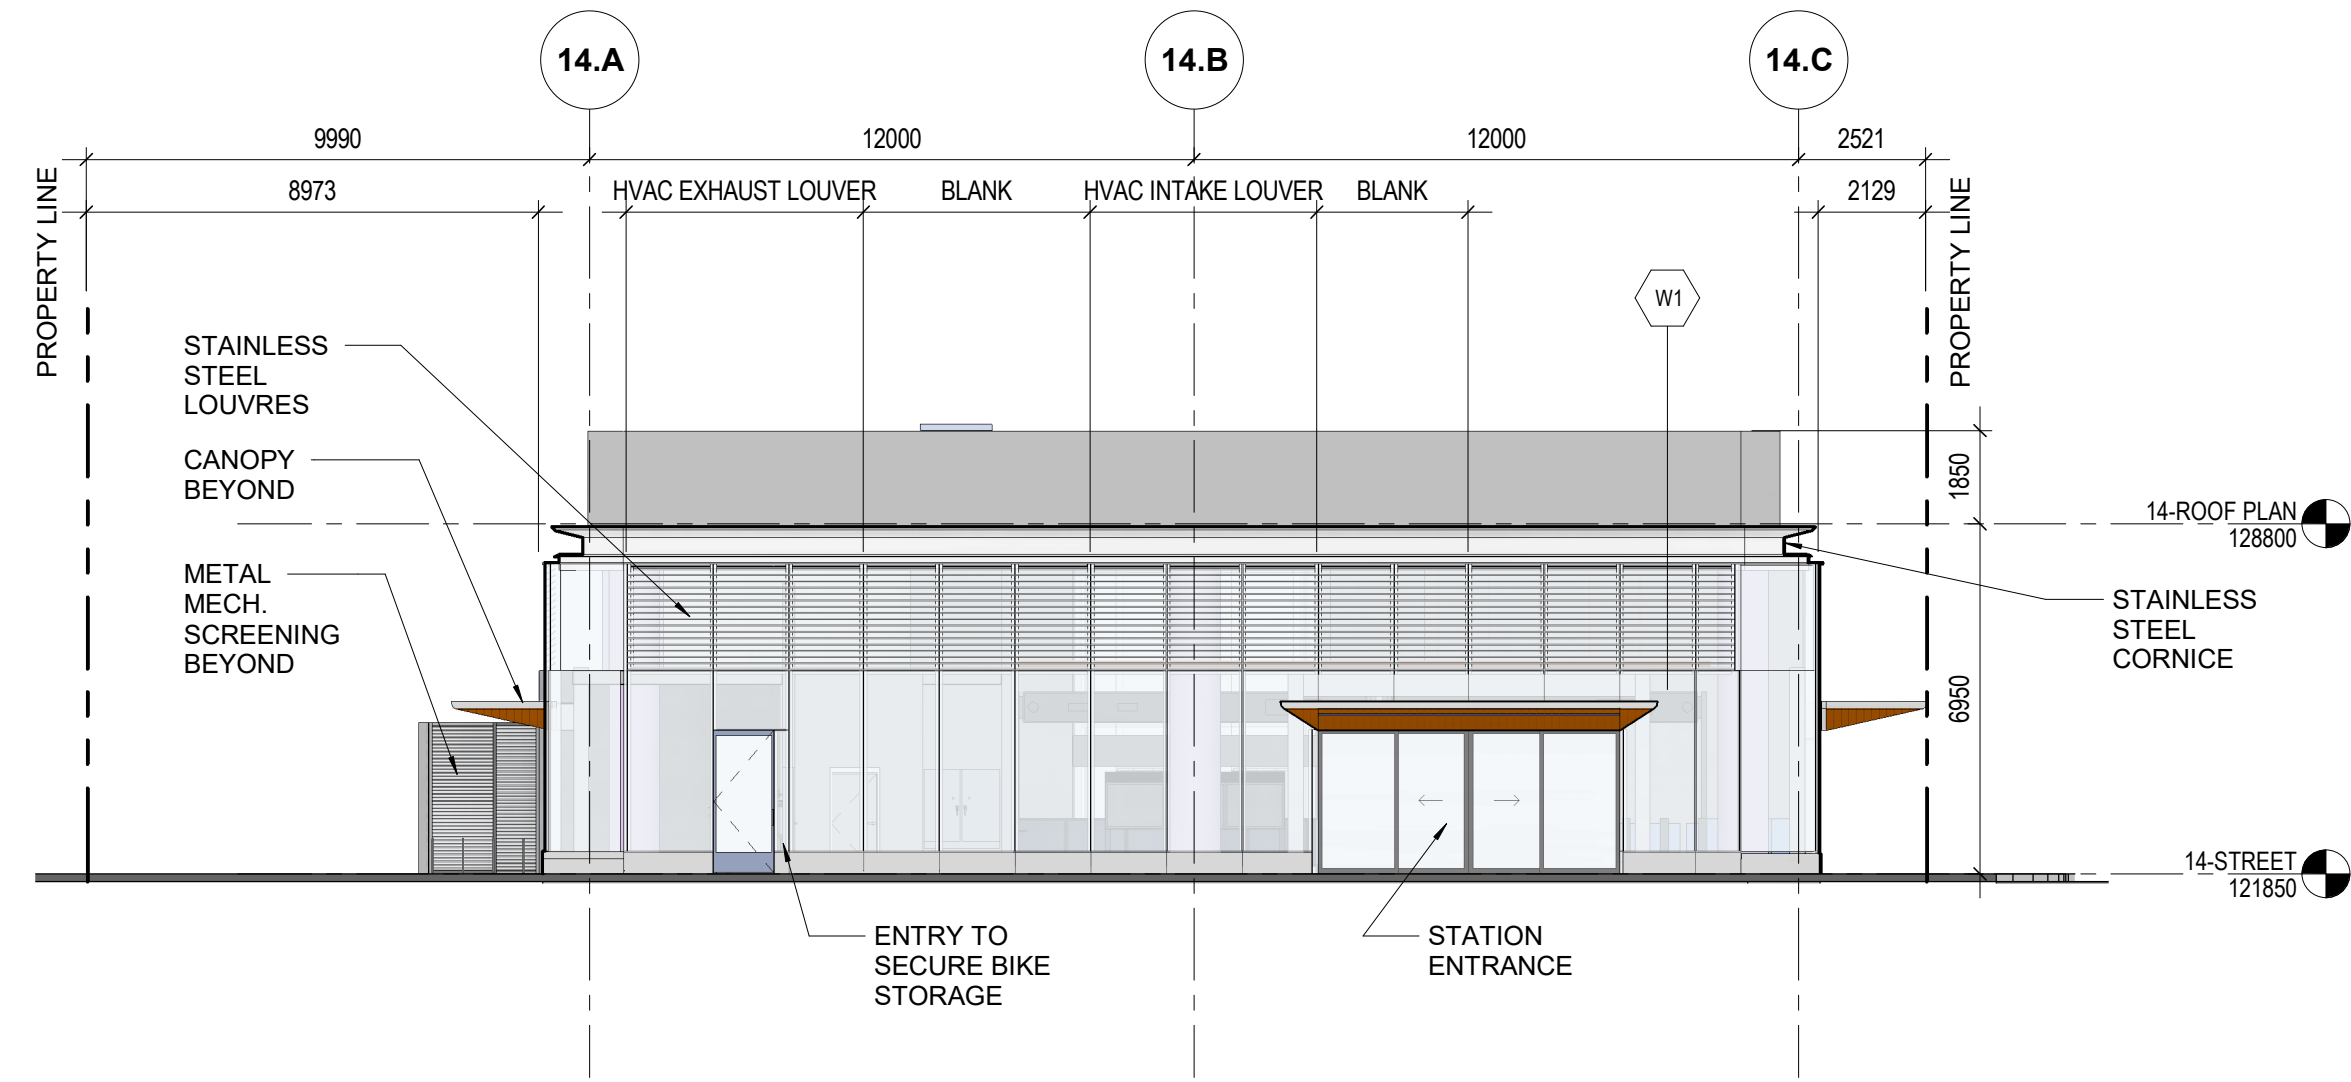 14.A
14.B
14.C
9990
12000
12000
2521
8973
HVAC EXHAUST LOUVER
BLANK
HVAC INTAKE LOUVER
BLANK
2129
PROPERTY LINE
PROPERTY LINE
W1
STAINLESS
STEEL
LOUVRES
CANOPY
BEYOND
METAL
MECH.
SCREENING
BEYOND
1850
14-ROOF PLAN
128800
STAINLESS
STEEL
CORNICE
6950
14-STREET
121850
ENTRY TO
SECURE BIKE
STORAGE
STATION
ENTRANCE